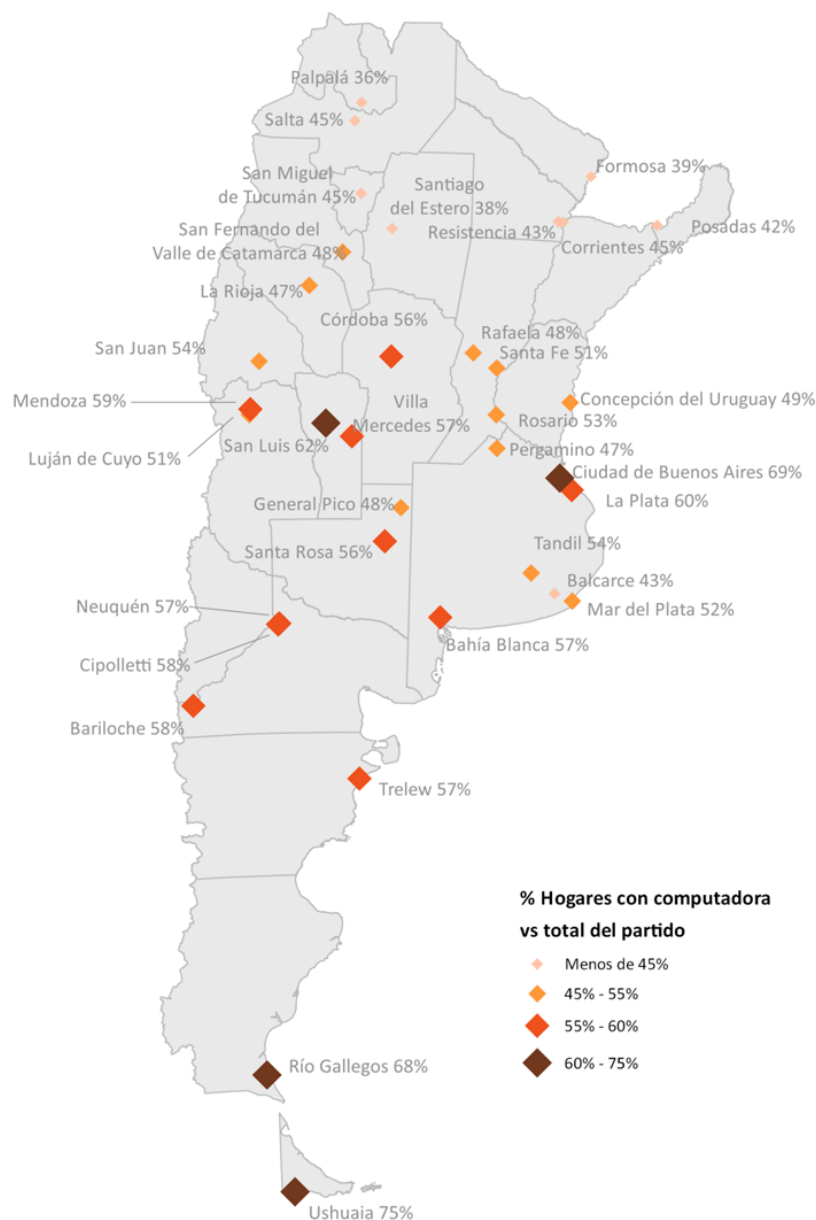 Palpalá 36%
Salta 45%
Formosa 39%
San Miguel
de Tucumán 45%
Santiago
del Estero 38%
San Fernando del
Valle de Catamarca 48%
Resistencia 43%
Corrientes 45%
Posadas 42%
La Rioja 47%
Córdoba 56%
Rafaela 48%
Santa Fe 51%
San Juan 54%
Mendoza 59%
Villa
Mercedes 57%
Concepción del Uruguay 49%
Rosario 53%
Luján de Cuyo 51%
San Luis 62%
Pergamino 47%
Ciudad de Buenos Aires 69%
La Plata 60%
General Pico 48%
Santa Rosa 56%
Tandil 54%
Balcarce 43%
Mar del Plata 52%
Neuquén 57%
Bahía Blanca 57%
Cipolletti 58%
Bariloche 58%
Trelew 57%
% Hogares con computadora
vs total del partido
Menos de 45%
45% - 55%
55% - 60%
60% - 75%
Río Gallegos 68%
Ushuaia 75%